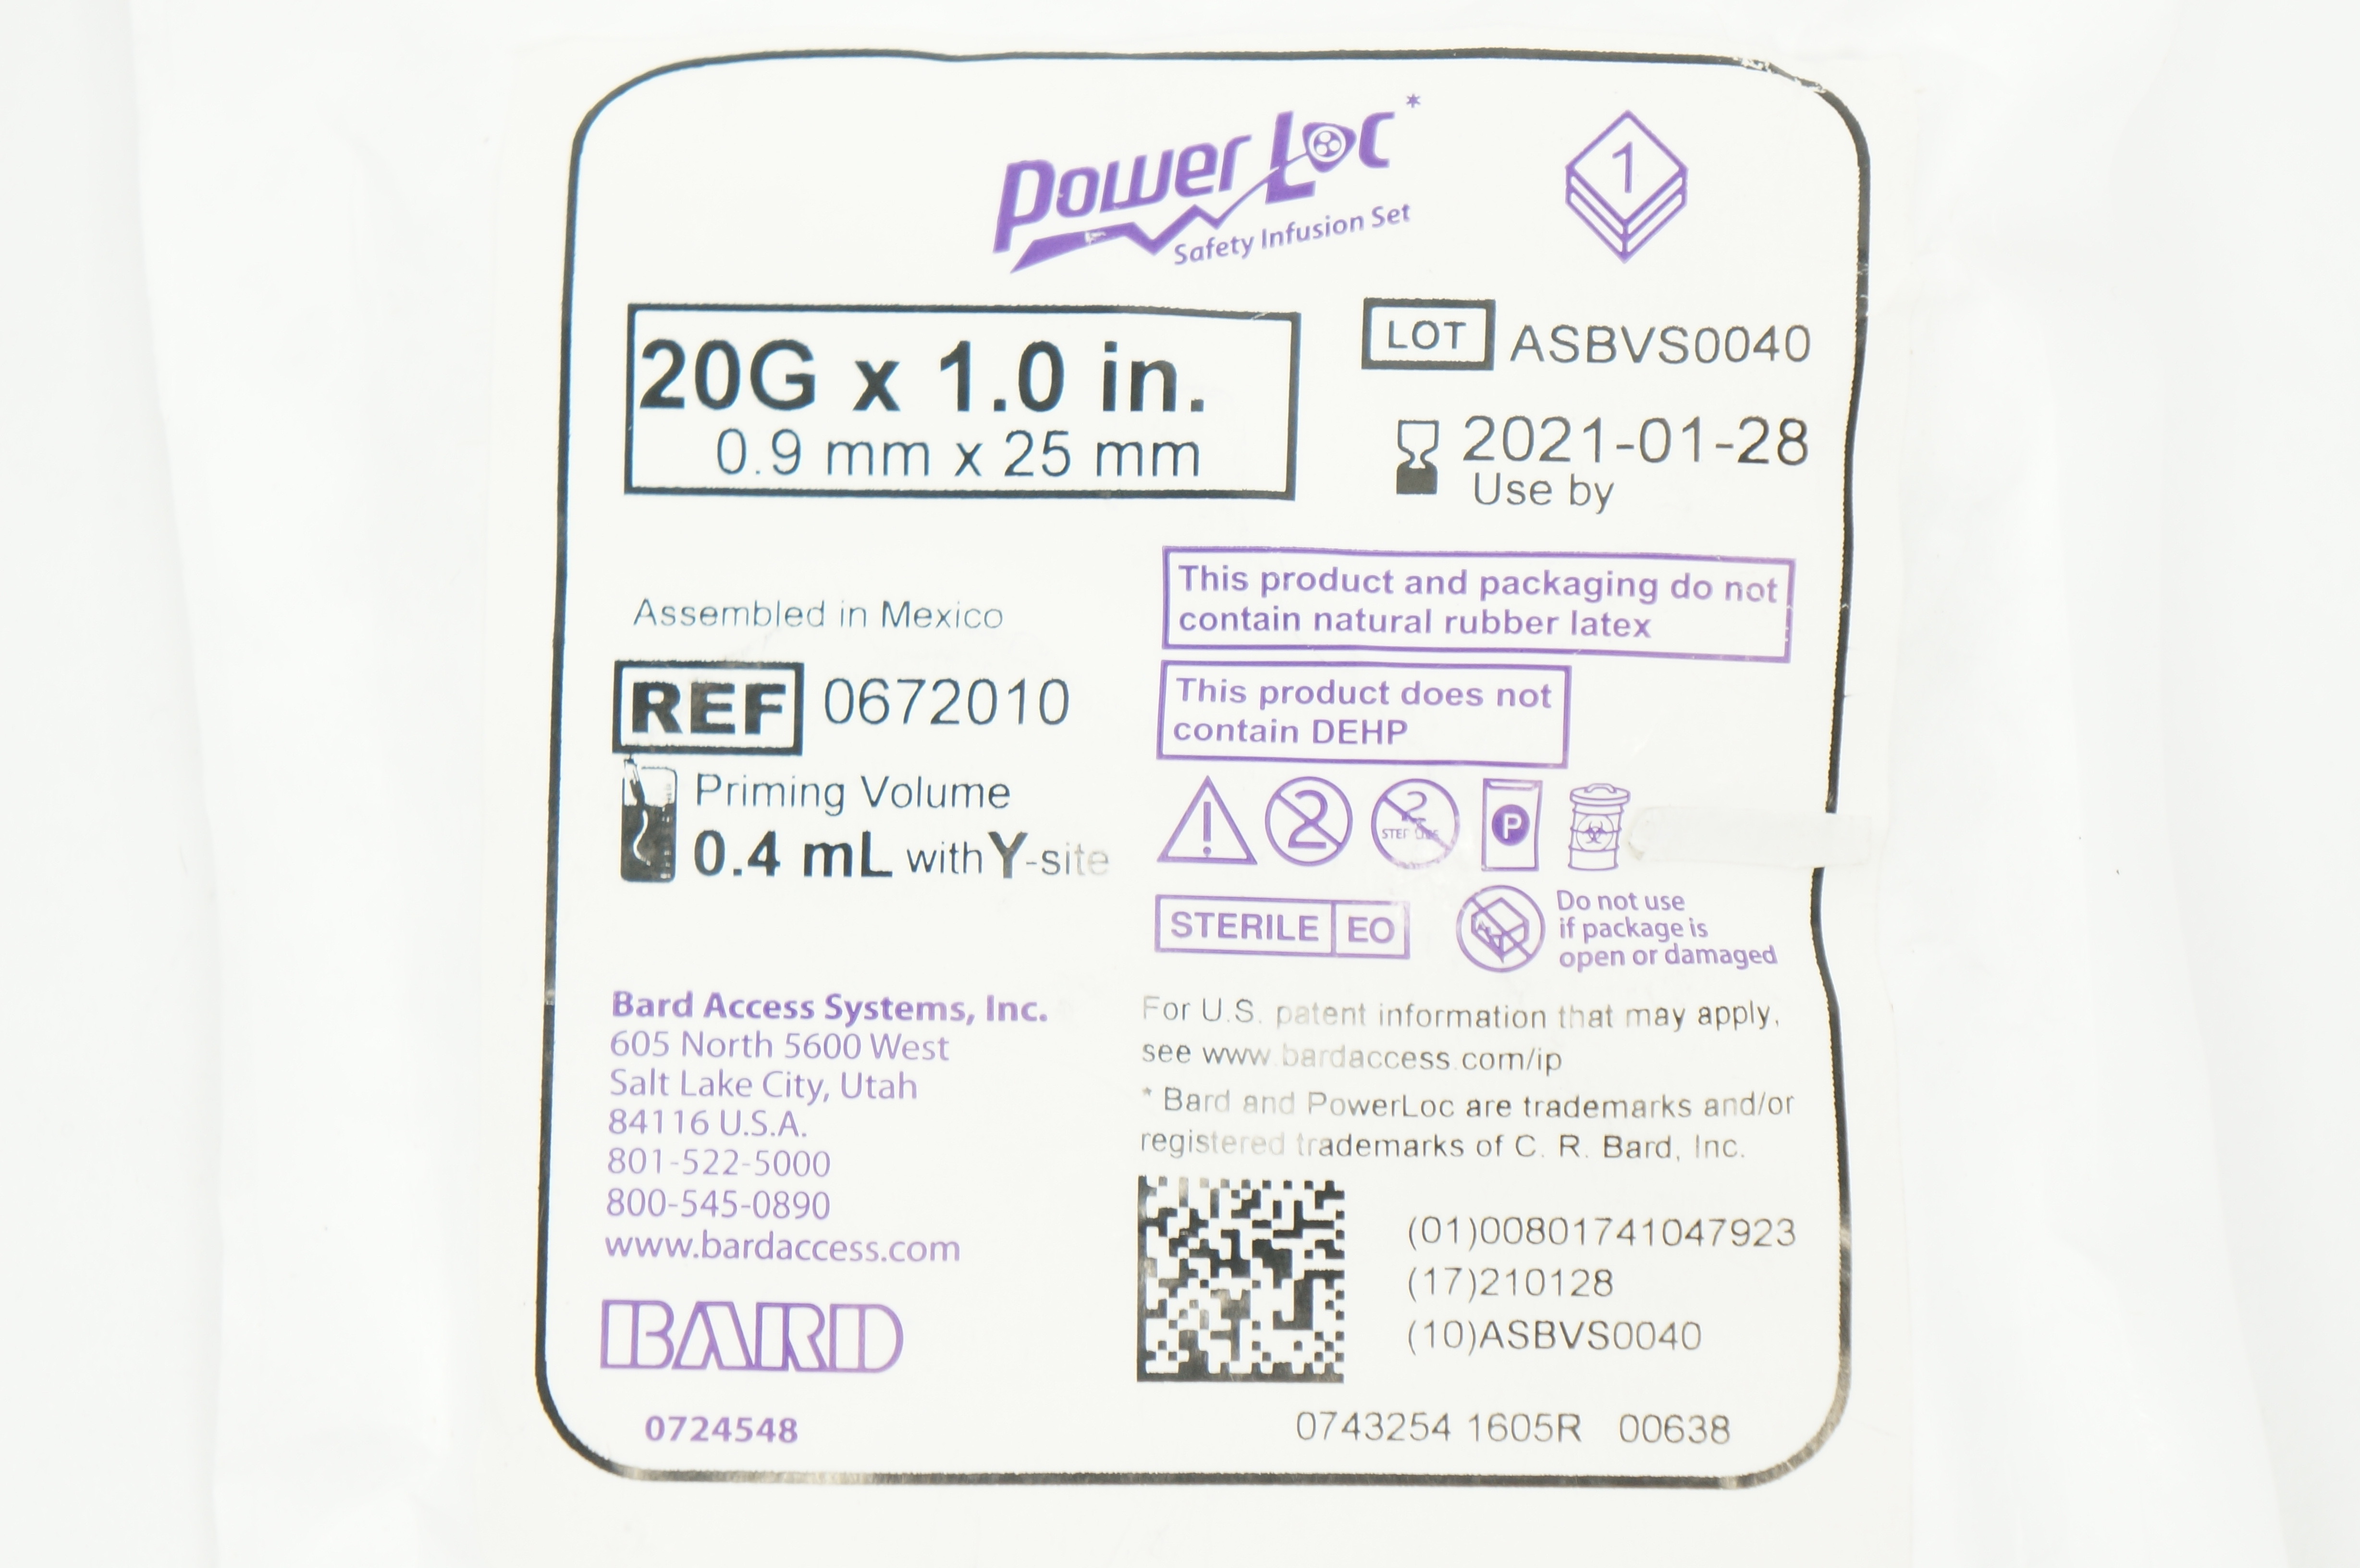 Power Loc*
Safety Infusion Set
1
20G x 1.0 in.
0.9 mm x 25 mm
LOT ASBVS0040
2021-01-28
Use by
Assembled in Mexico
REF 0672010
Priming Volume
0.4 mL with Y-site
This product and packaging do not
contain natural rubber latex
This product does not
contain DEHP
! 2 2 P
STERILE EO
Do not use
if package is
open or damaged
Bard Access Systems, Inc.
605 North 5600 West
Salt Lake City, Utah
84116 U.S.A.
801-522-5000
800-545-0890
www.bardaccess.com
BARD
0724548
For U.S. patent information that may apply,
see www.bardaccess.com/ip
* Bard and PowerLoc are trademarks and/or
registered trademarks of C. R. Bard, Inc.
(01)00801741047923
(17)210128
(10)ASBVS0040
0743254 1605R 00638